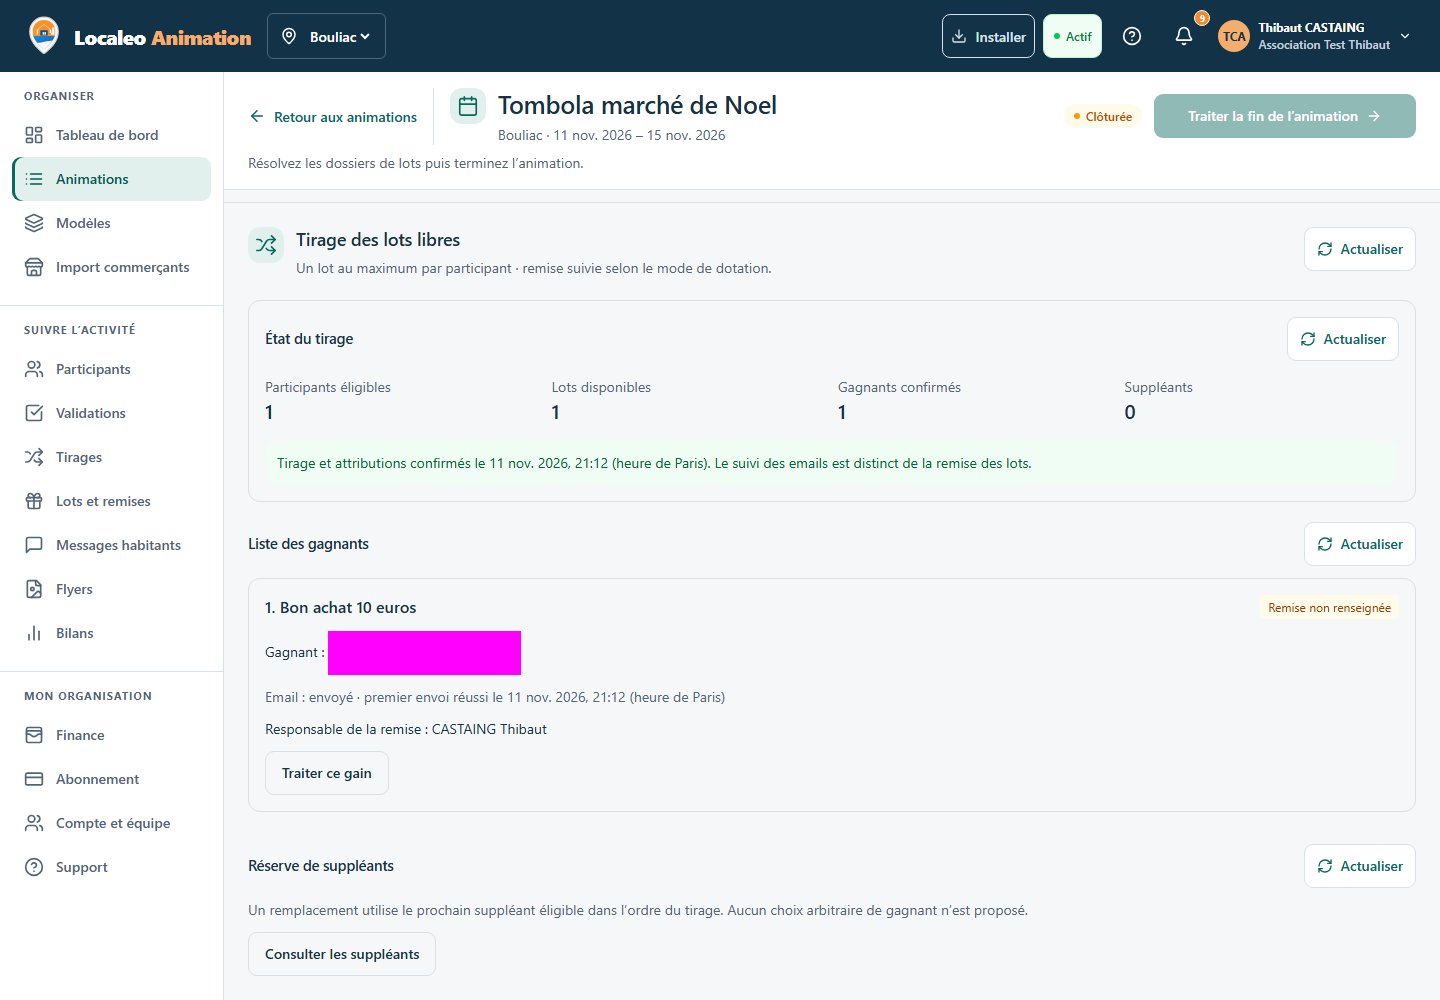 Localeo Animation
Bouliac
Installer
Actif
9
TCA
Thibaut CASTAING
Association Test Thibaut
ORGANISER
Tableau de bord
Animations
Modèles
Import commerçants
SUIVRE L’ACTIVITÉ
Participants
Validations
Tirages
Lots et remises
Messages habitants
Flyers
Bilans
MON ORGANISATION
Finance
Abonnement
Compte et équipe
Support
Retour aux animations
Tombola marché de Noel
Bouliac · 11 nov. 2026 – 15 nov. 2026
Clôturée
Traiter la fin de l’animation
Résolvez les dossiers de lots puis terminez l’animation.
Tirage des lots libres
Un lot au maximum par participant · remise suivie selon le mode de dotation.
Actualiser
État du tirage
Actualiser
Participants éligibles
1
Lots disponibles
1
Gagnants confirmés
1
Suppléants
0
Tirage et attributions confirmés le 11 nov. 2026, 21:12 (heure de Paris). Le suivi des emails est distinct de la remise des lots.
Liste des gagnants
Actualiser
1. Bon achat 10 euros
Remise non renseignée
Gagnant :
Email : envoyé · premier envoi réussi le 11 nov. 2026, 21:12 (heure de Paris)
Responsable de la remise : CASTAING Thibaut
Traiter ce gain
Réserve de suppléants
Actualiser
Un remplacement utilise le prochain suppléant éligible dans l’ordre du tirage. Aucun choix arbitraire de gagnant n’est proposé.
Consulter les suppléants